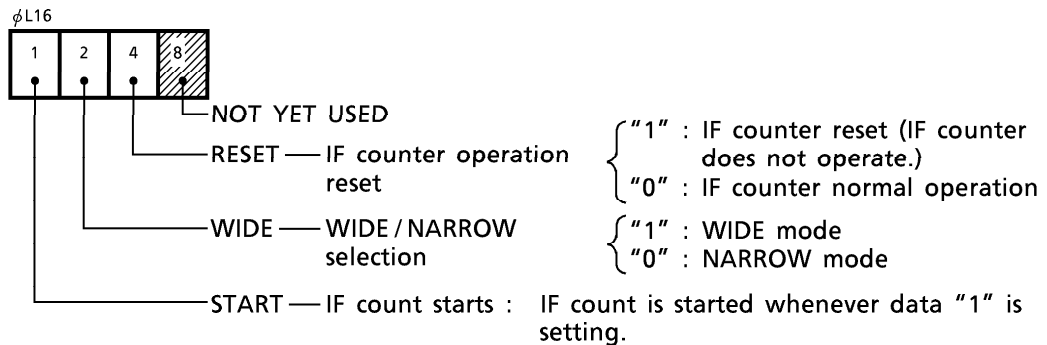 φL16
1 2 4 8
NOT YET USED
RESET — IF counter operation reset
"1" : IF counter reset (IF counter does not operate.)
"0" : IF counter normal operation
WIDE — WIDE / NARROW selection
"1" : WIDE mode
"0" : NARROW mode
START — IF count starts : IF count is started whenever data "1" is setting.